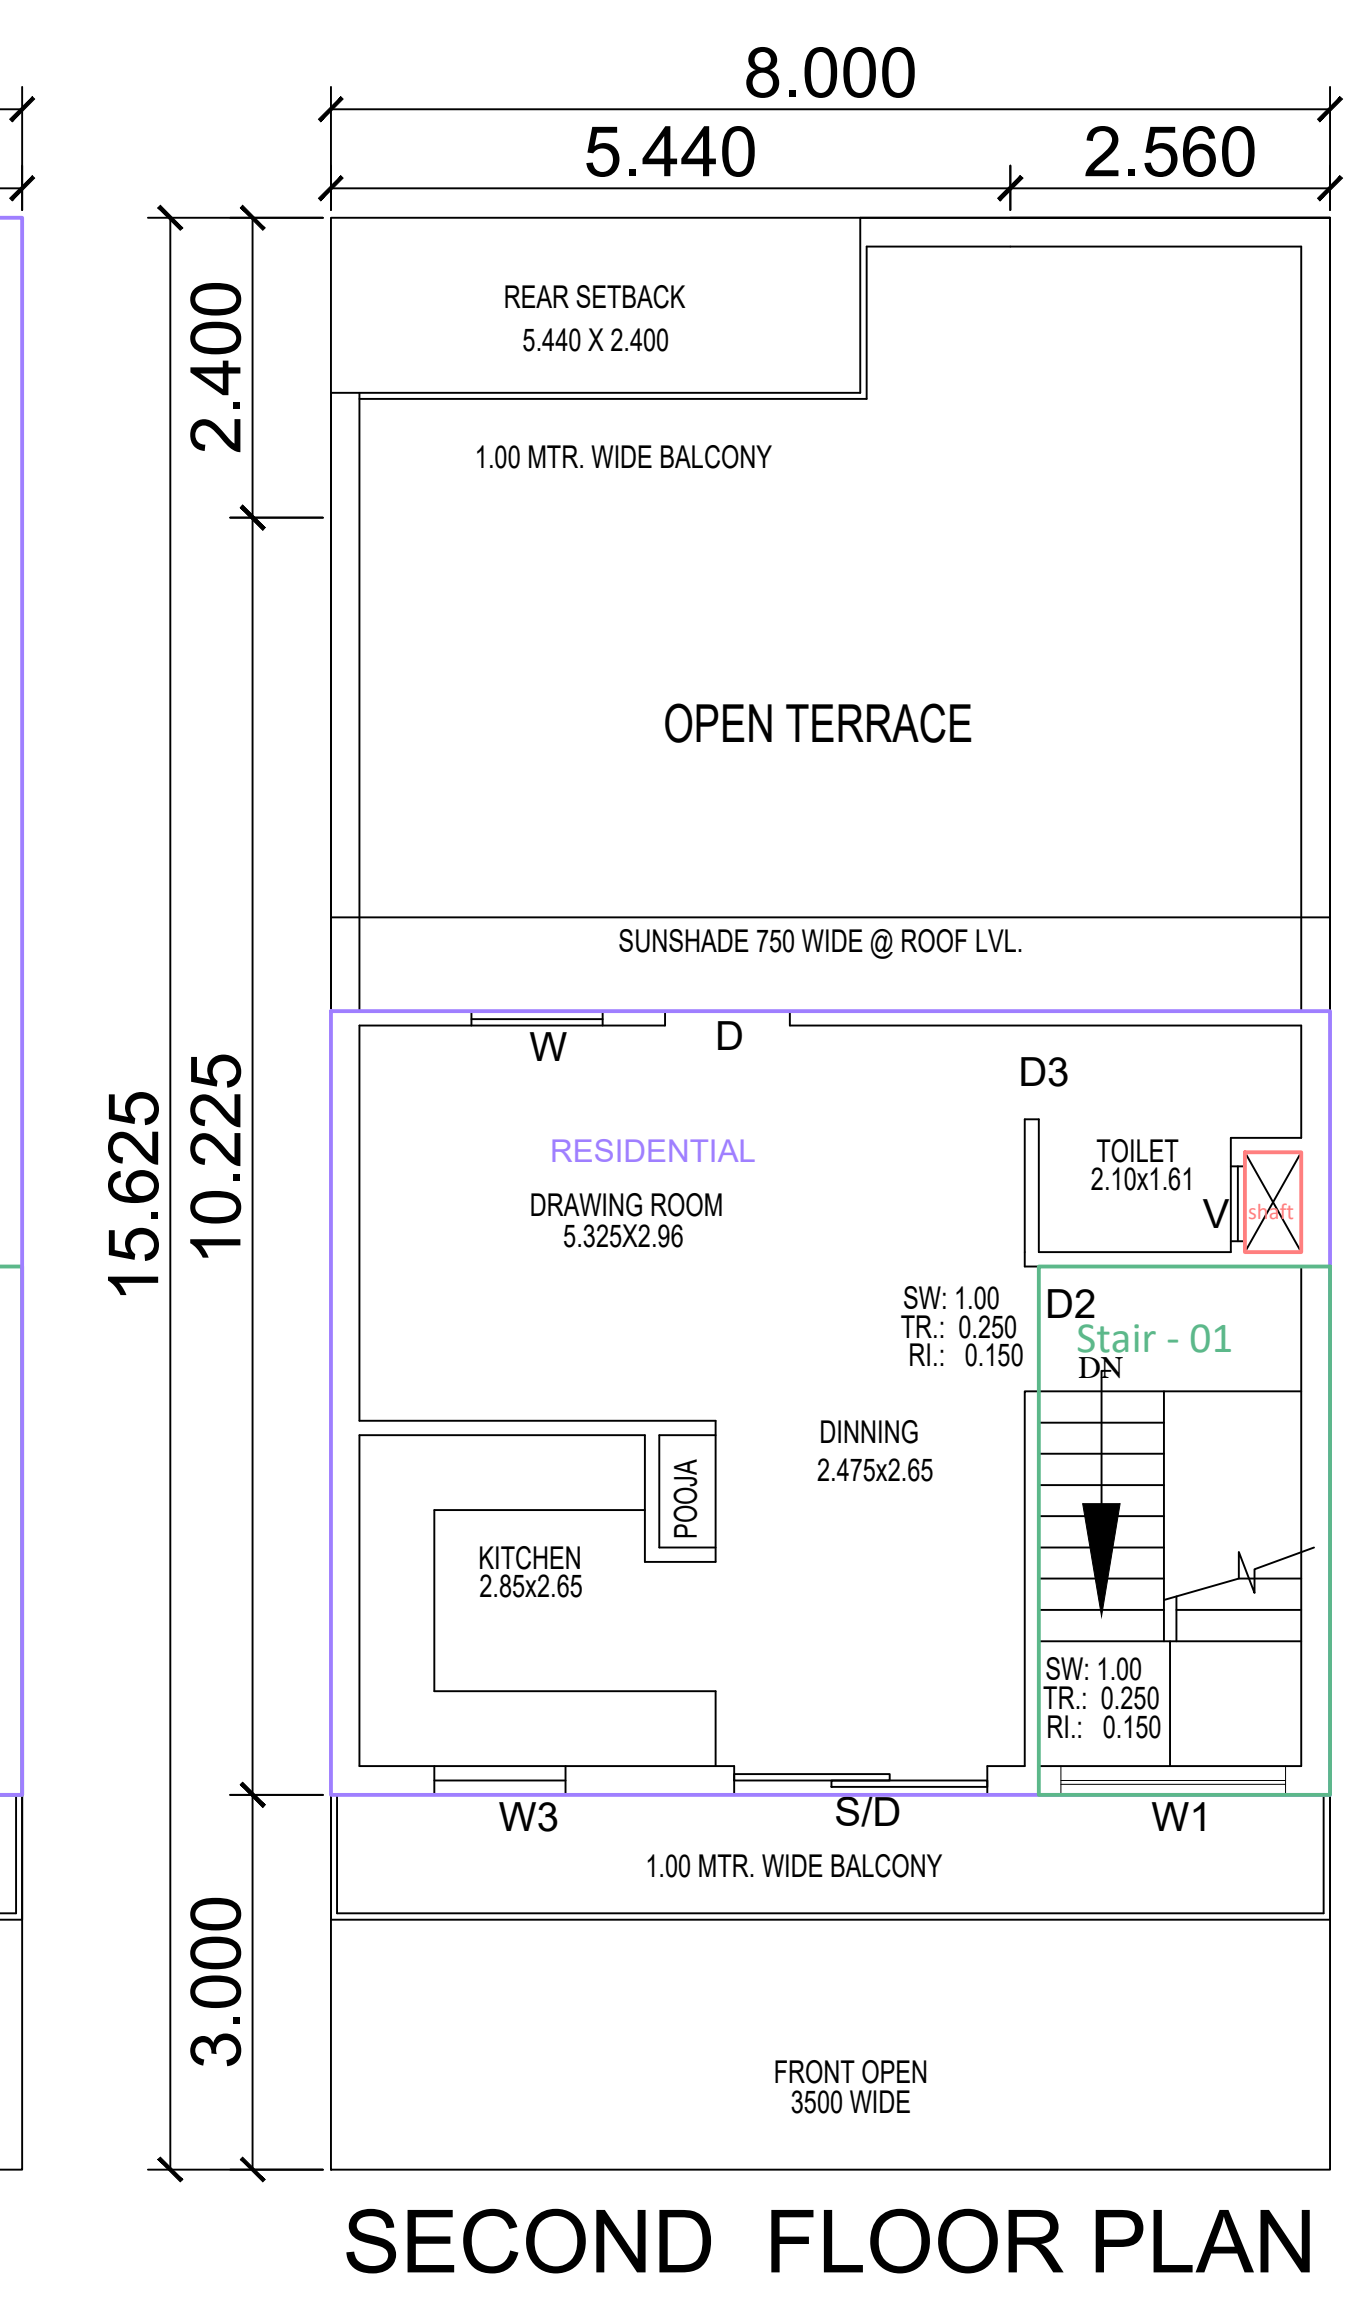 8.000
5.440
2.560
2.400
10.225
15.625
3.000
REAR SETBACK
5.440 X 2.400
1.00 MTR. WIDE BALCONY
OPEN TERRACE
SUNSHADE 750 WIDE @ ROOF LVL.
W
D
D3
RESIDENTIAL
DRAWING ROOM
5.325X2.96
TOILET
2.10x1.61
V
shaft
SW: 1.00
TR.: 0.250
RI.: 0.150
D2
Stair - 01
DN
DINNING
2.475x2.65
POOJA
KITCHEN
2.85x2.65
SW: 1.00
TR.: 0.250
RI.: 0.150
W3
S/D
W1
1.00 MTR. WIDE BALCONY
FRONT OPEN
3500 WIDE
SECOND FLOOR PLAN